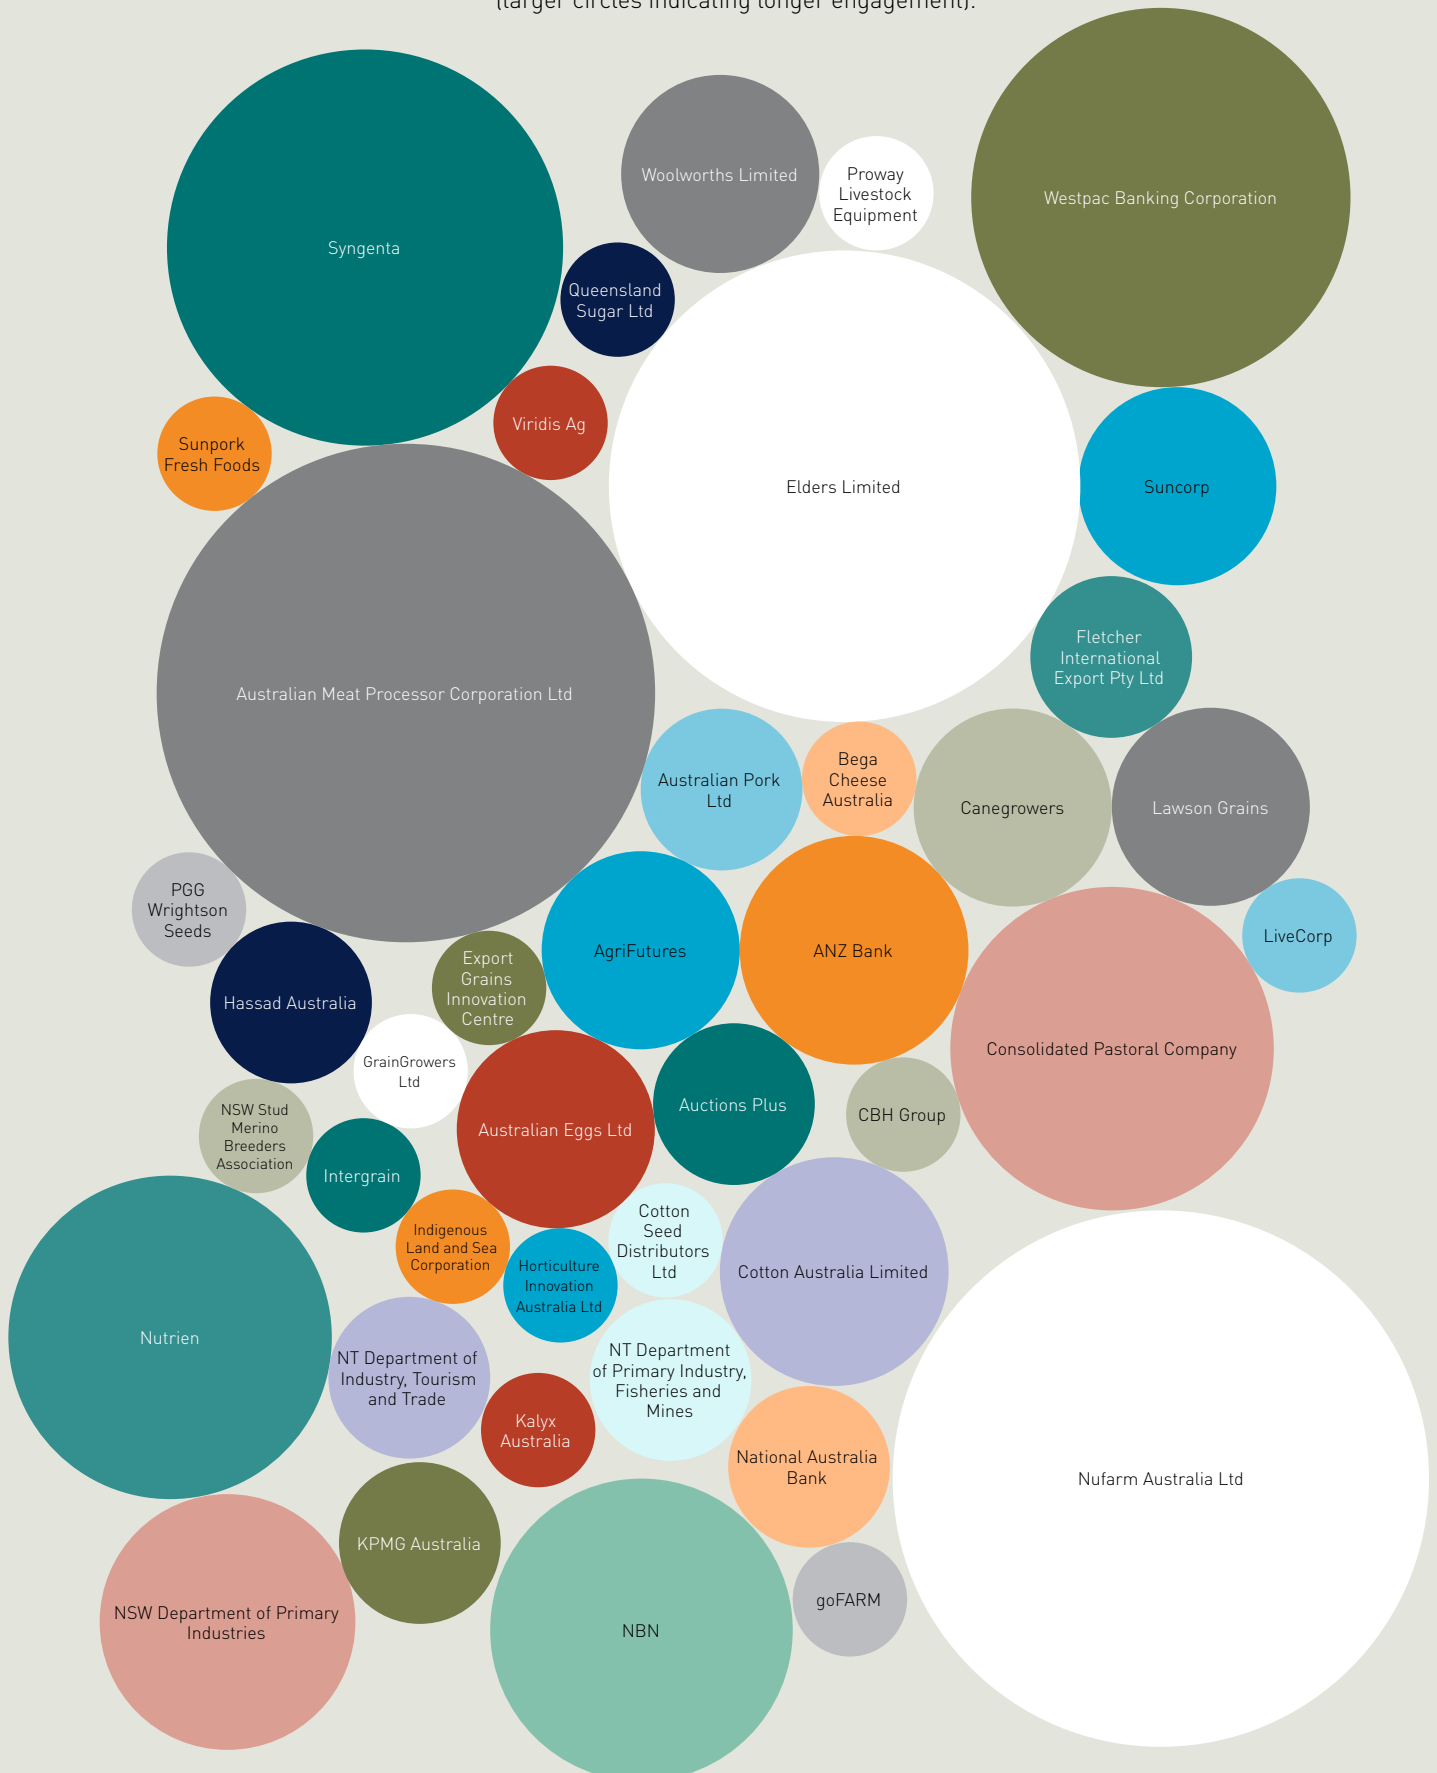 (larger circles indicating longer engagement).
Syngenta
Woolworths Limited
Proway
Livestock
Equipment
Westpac Banking Corporation
Queensland
Sugar Ltd
Viridis Ag
Sunpork
Fresh Foods
Elders Limited
Suncorp
Fletcher
International
Export Pty Ltd
Australian Meat Processor Corporation Ltd
Australian Pork
Ltd
Bega
Cheese
Australia
Canegrowers
Lawson Grains
PGG
Wrightson
Seeds
Hassad Australia
Export
Grains
Innovation
Centre
AgriFutures
ANZ Bank
LiveCorp
Consolidated Pastoral Company
GrainGrowers
Ltd
NSW Stud
Merino
Breeders
Association
Intergrain
Australian Eggs Ltd
Auctions Plus
CBH Group
Indigenous
Land and Sea
Corporation
Horticulture
Innovation
Australia Ltd
Cotton
Seed
Distributors
Ltd
Cotton Australia Limited
Nutrien
NT Department of
Industry, Tourism
and Trade
NT Department
of Primary Industry,
Fisheries and
Mines
Kalyx
Australia
National Australia
Bank
Nufarm Australia Ltd
KPMG Australia
NSW Department of Primary
Industries
NBN
goFARM